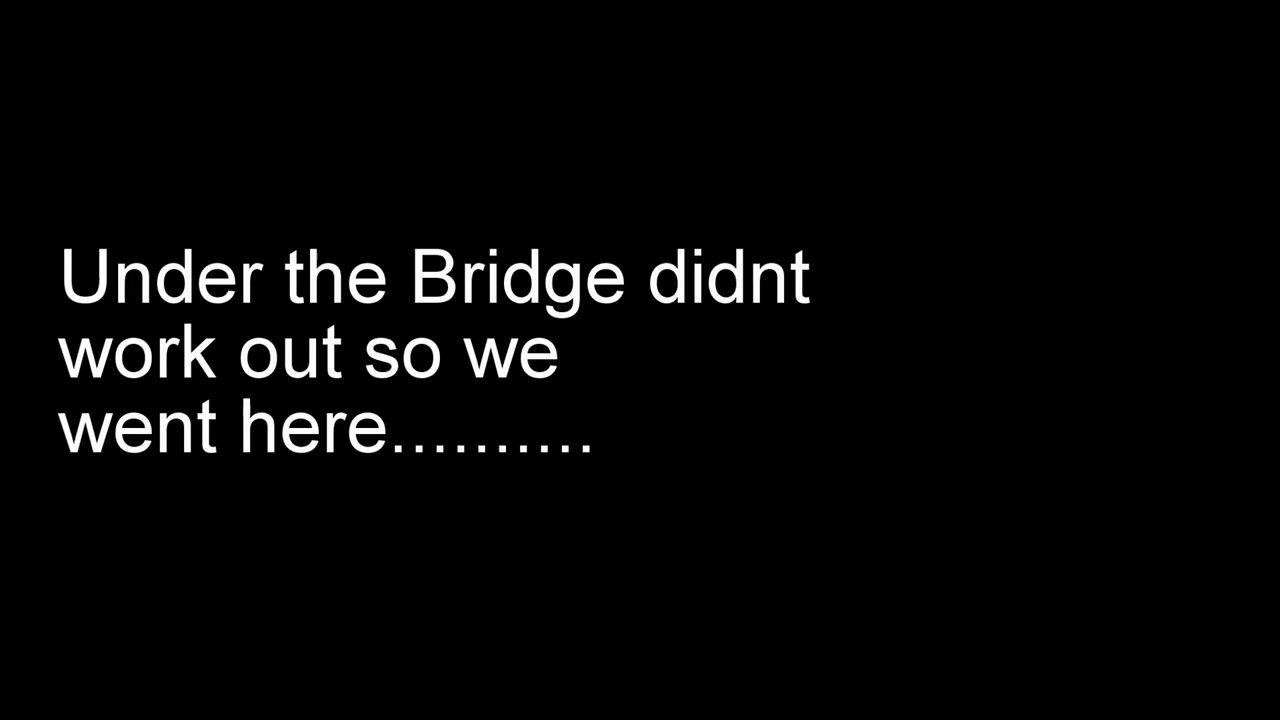 Under the Bridge didnt
work out so we
went here..........